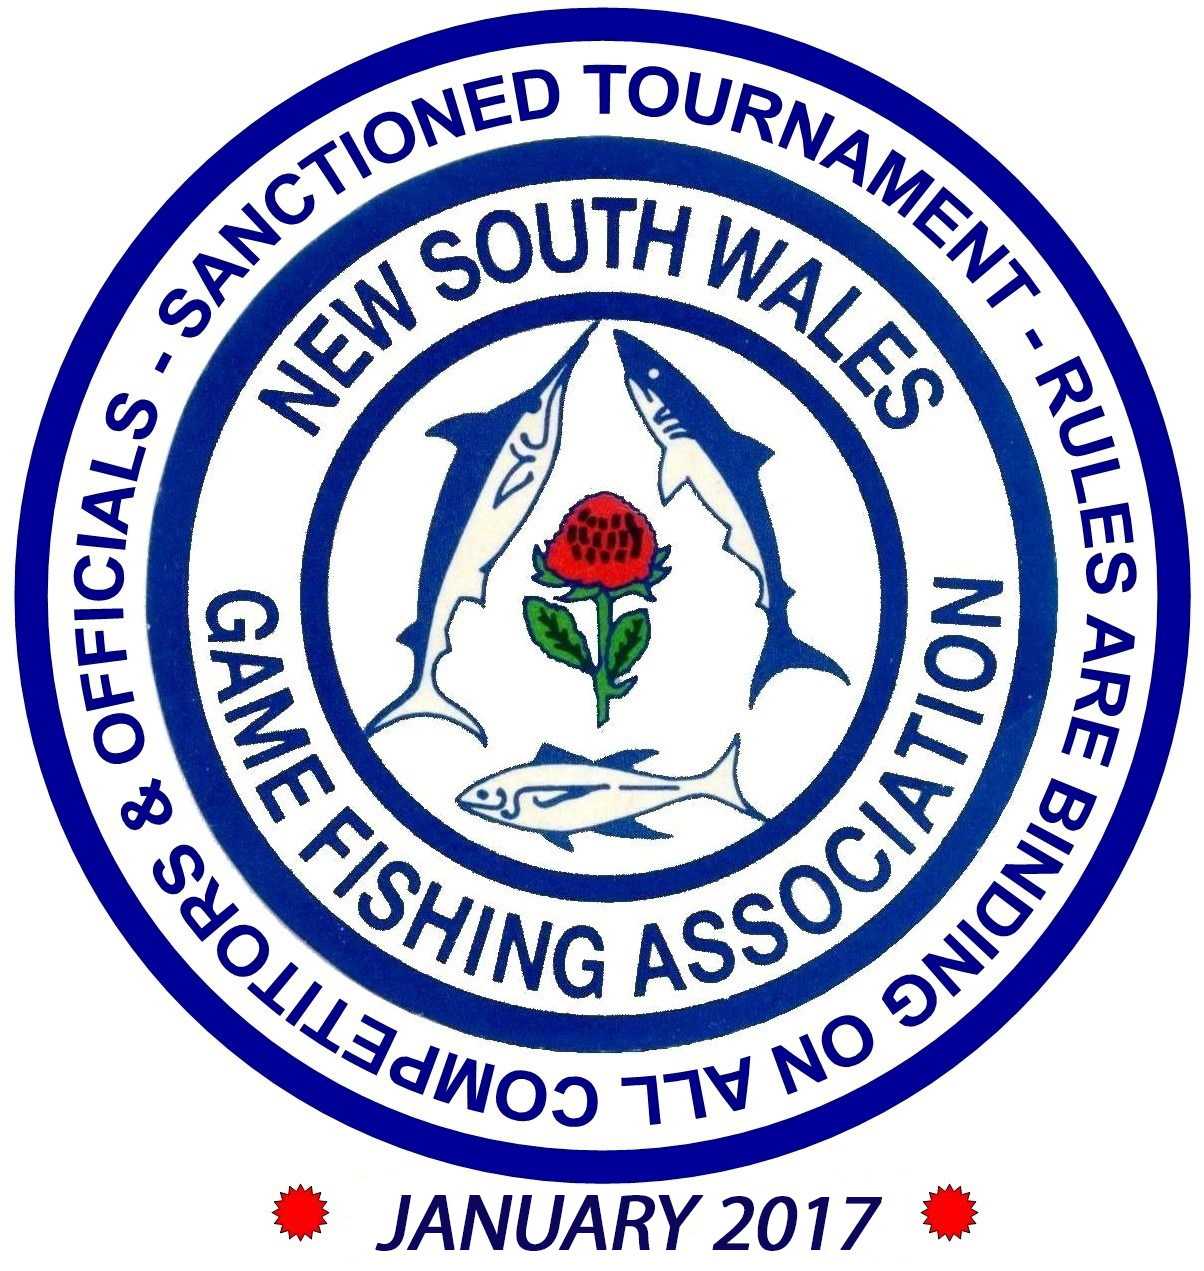 SANCTIONED TOURNAMENT - RULES ARE BINDING ON ALL COMPETITORS & OFFICIALS -
NEW SOUTH WALES
GAME FISHING ASSOCIATION
JANUARY 2017